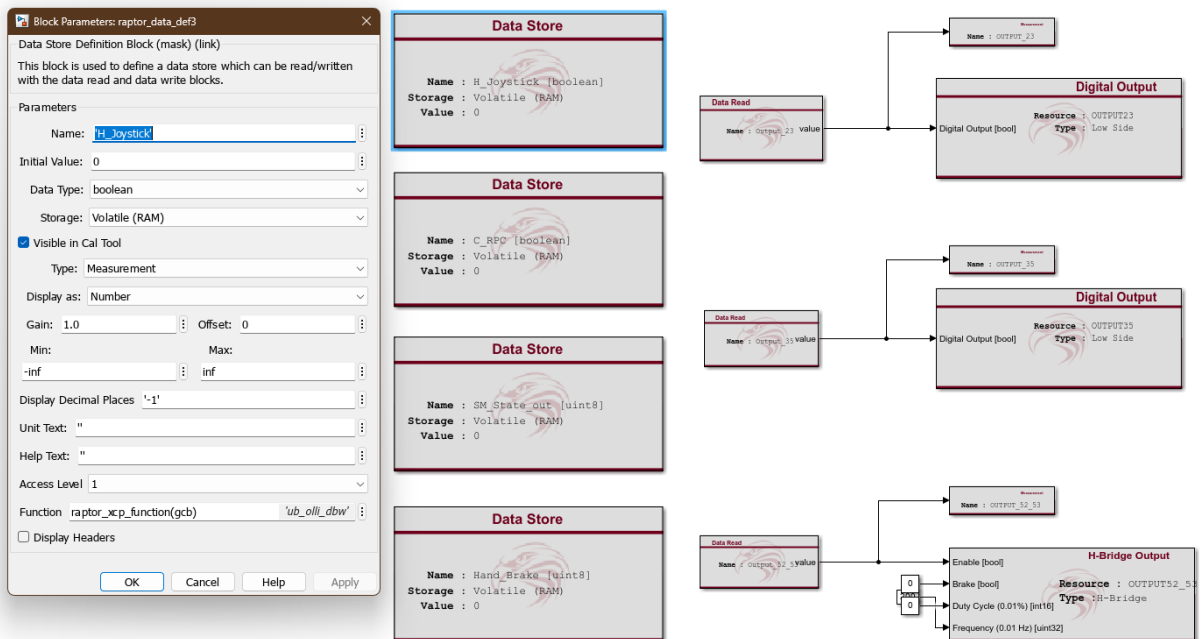 Block Parameters: raptor_data_def3
Data Store Definition Block (mask) (link)
This block is used to define a data store which can be read/written
with the data read and data write blocks.
Parameters
Name: 'H_Joystick'
Initial Value: 0
Data Type: boolean
Storage: Volatile (RAM)
Visible in Cal Tool
Type: Measurement
Display as: Number
Gain: 1.0 Offset: 0
Min: Max:
-inf inf
Display Decimal Places '-1'
Unit Text: ''
Help Text: ''
Access Level 1
Function raptor_xcp_function(gcb) 'ub_olli_dbw'
Display Headers
OK Cancel Help Apply
Data Store
Name : H_Joystick [boolean]
Storage : Volatile (RAM)
Value : 0
Data Store
Name : C_RPC [boolean]
Storage : Volatile (RAM)
Value : 0
Data Store
Name : SM_State_out [uint8]
Storage : Volatile (RAM)
Value : 0
Data Store
Name : Hand_Brake [uint8]
Storage : Volatile (RAM)
Value : 0
Measurement
Name : OUTPUT_23
Data Read
Name : Output_23 value
Digital Output
Digital Output [bool]
Resource : OUTPUT23
Type : Low Side
Measurement
Name : OUTPUT_35
Data Read
Name : Output_35 value
Digital Output
Digital Output [bool]
Resource : OUTPUT35
Type : Low Side
Measurement
Name : OUTPUT_52_53
Data Read
Name : Output_52_53 value
H-Bridge Output
Enable [bool]
0
Brake [bool]
Resource : OUTPUT52_53
Type :H-Bridge
0
Duty Cycle (0.01%) [int16]
Frequency (0.01 Hz) [uint32]